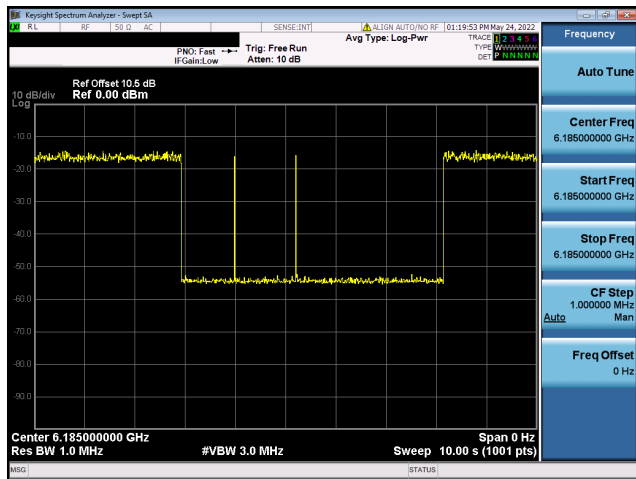 Keysight Spectrum Analyzer - Swept SA
RL RF 50 Ω AC SENSE:INT ALIGN AUTO/NO RF 01:19:53 PM May 24, 2022
Avg Type: Log-Pwr
TRACE 1 2 3 4 5 6
PNO: Fast Trig: Free Run TYPE WWWWWW
IFGain:Low Atten: 10 dB DET P N N N N N
Ref Offset 10.5 dB
10 dB/div Ref 0.00 dBm
Log
-10.0
-20.0
-30.0
-40.0
-50.0
-60.0
-70.0
-80.0
-90.0
Center 6.185000000 GHz Span 0 Hz
Res BW 1.0 MHz #VBW 3.0 MHz Sweep 10.00 s (1001 pts)
MSG STATUS
Frequency
Auto Tune
Center Freq
6.185000000 GHz
Start Freq
6.185000000 GHz
Stop Freq
6.185000000 GHz
CF Step
1.000000 MHz
Auto Man
Freq Offset
0 Hz